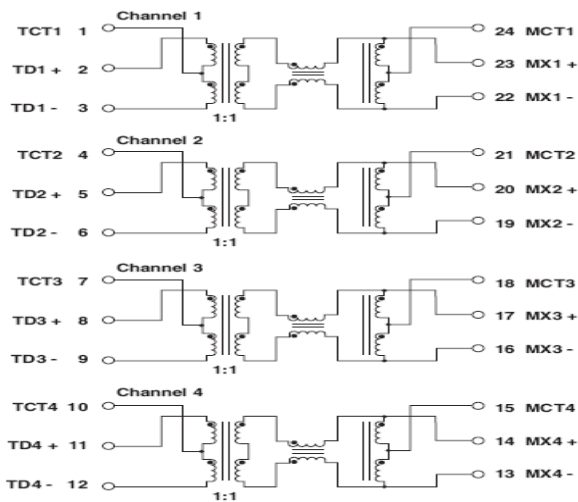 Channel 1
TCT1 1
24 MCT1
TD1 + 2
23 MX1 +
22 MX1 -
TD1 - 3
1:1
Channel 2
TCT2 4
21 MCT2
TD2 + 5
20 MX2 +
19 MX2 -
TD2 - 6
1:1
Channel 3
TCT3 7
18 MCT3
TD3 + 8
17 MX3 +
16 MX3 -
TD3 - 9
1:1
Channel 4
TCT4 10
15 MCT4
TD4 + 11
14 MX4 +
13 MX4 -
TD4 - 12
1:1